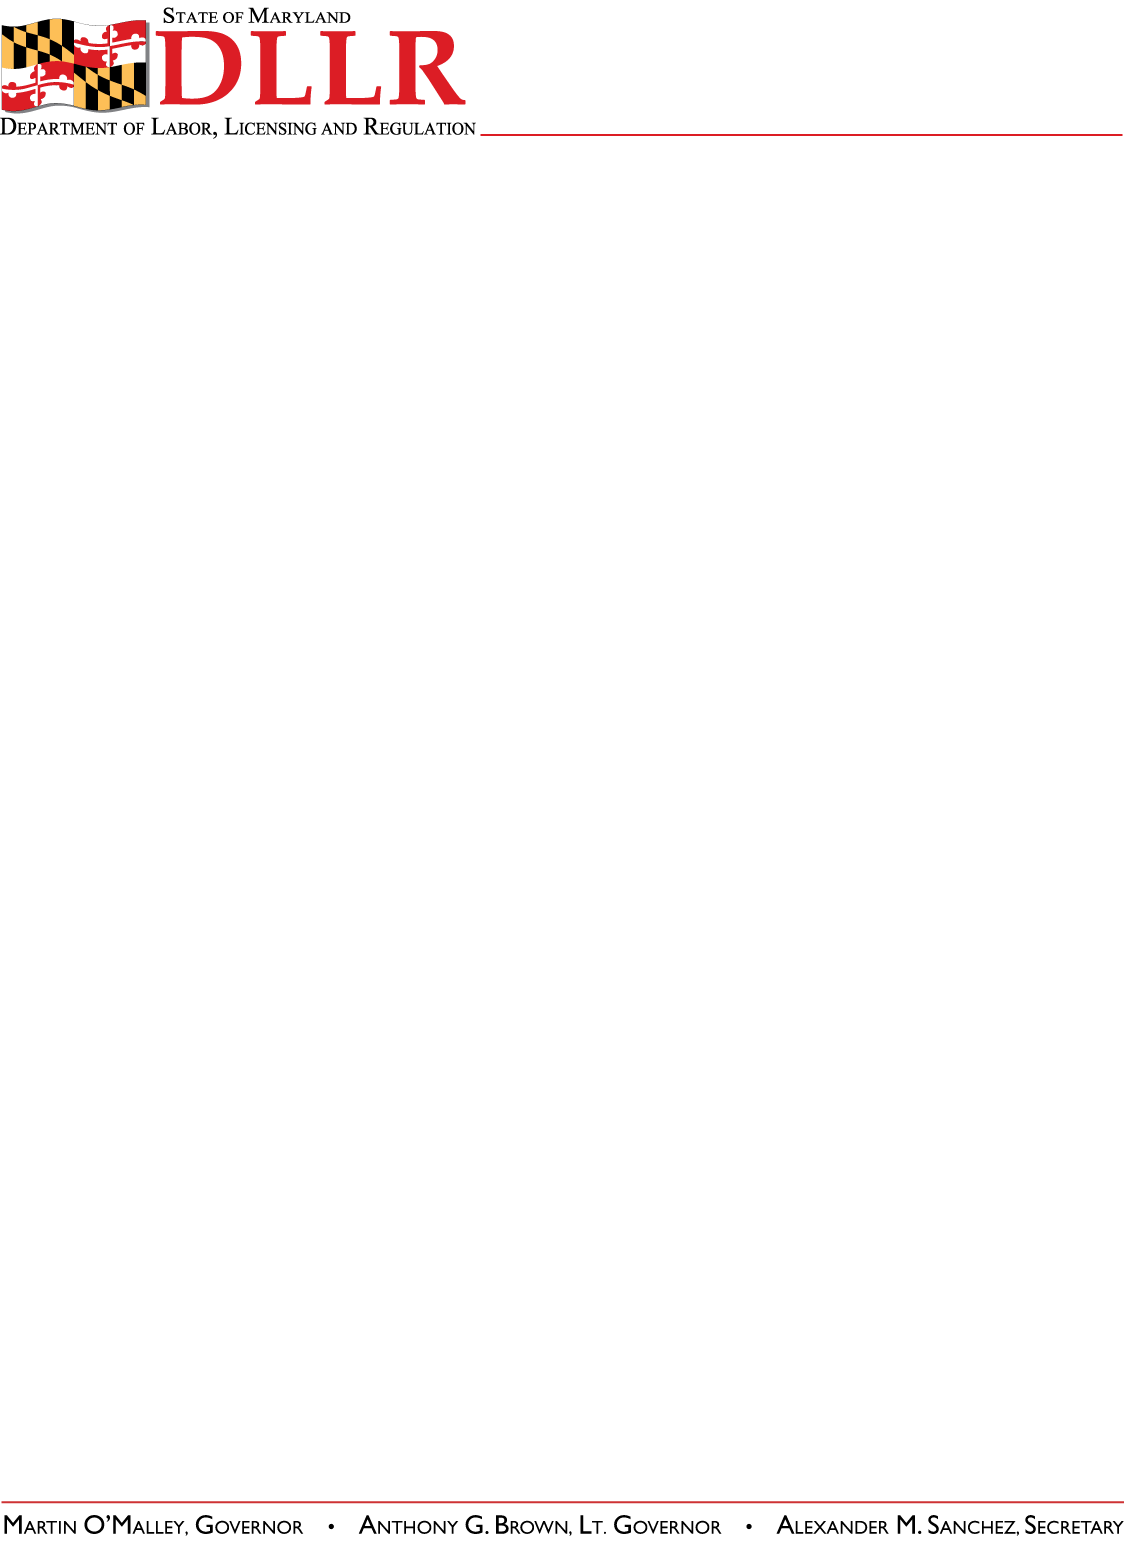 STATE OF MARYLAND
DLLR
DEPARTMENT OF LABOR, LICENSING AND REGULATION
MARTIN O’MALLEY, GOVERNOR • ANTHONY G. BROWN, LT. GOVERNOR • ALEXANDER M. SANCHEZ, SECRETARY